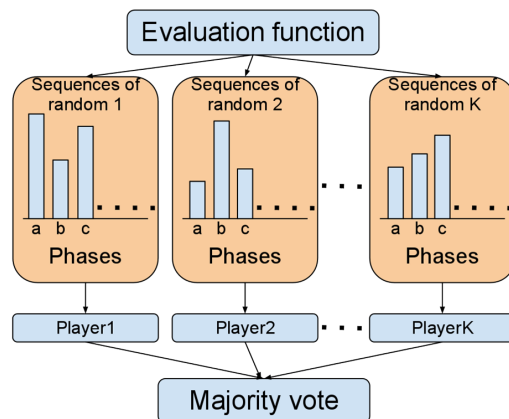 Evaluation function
Sequences of
random 1
a b c
Phases
Sequences of
random 2
a b c
Phases
Sequences of
random K
a b c
Phases
Player1
Player2
PlayerK
Majority vote